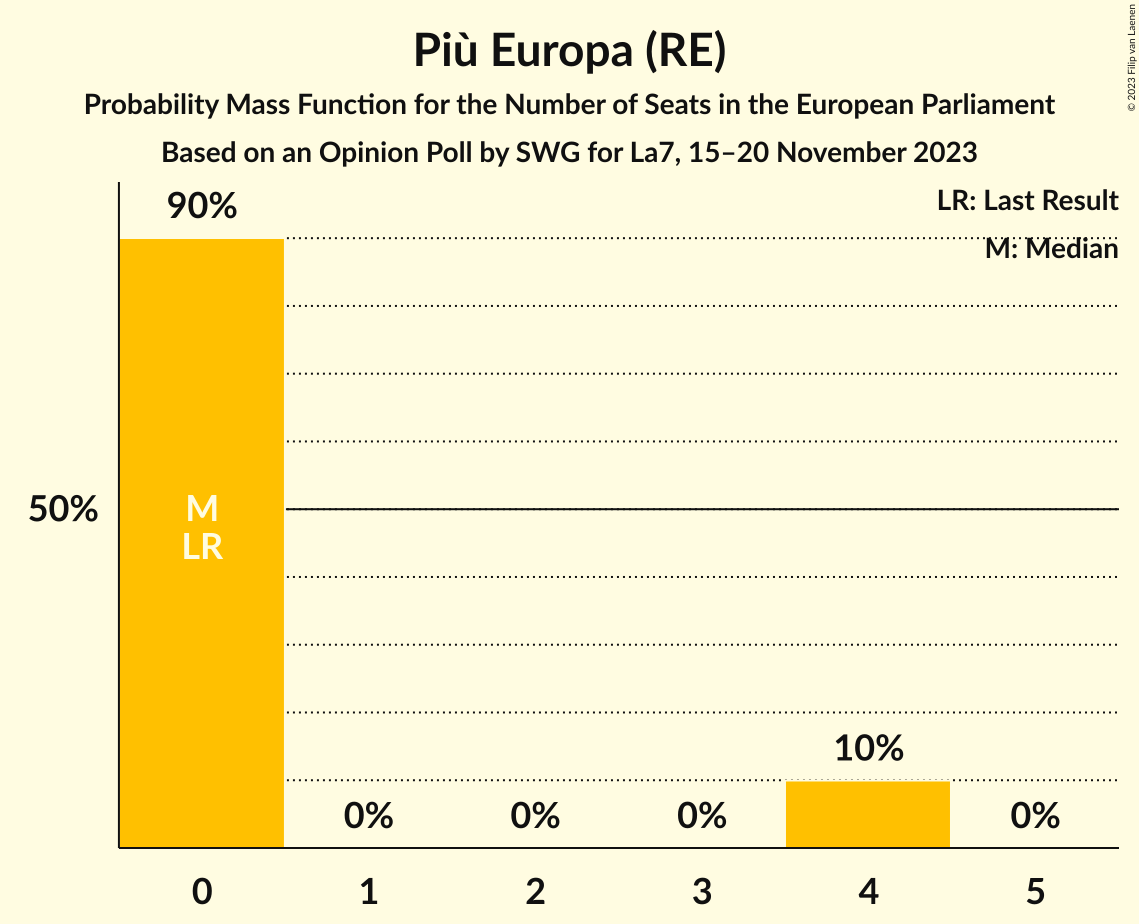 Più Europa (RE)
Probability Mass Function for the Number of Seats in the European Parliament
Based on an Opinion Poll by SWG for La7, 15–20 November 2023
© 2023 Filip van Laenen
LR: Last Result
M: Median
90%
50%
M
LR
0%
0%
0%
10%
0%
0
1
2
3
4
5